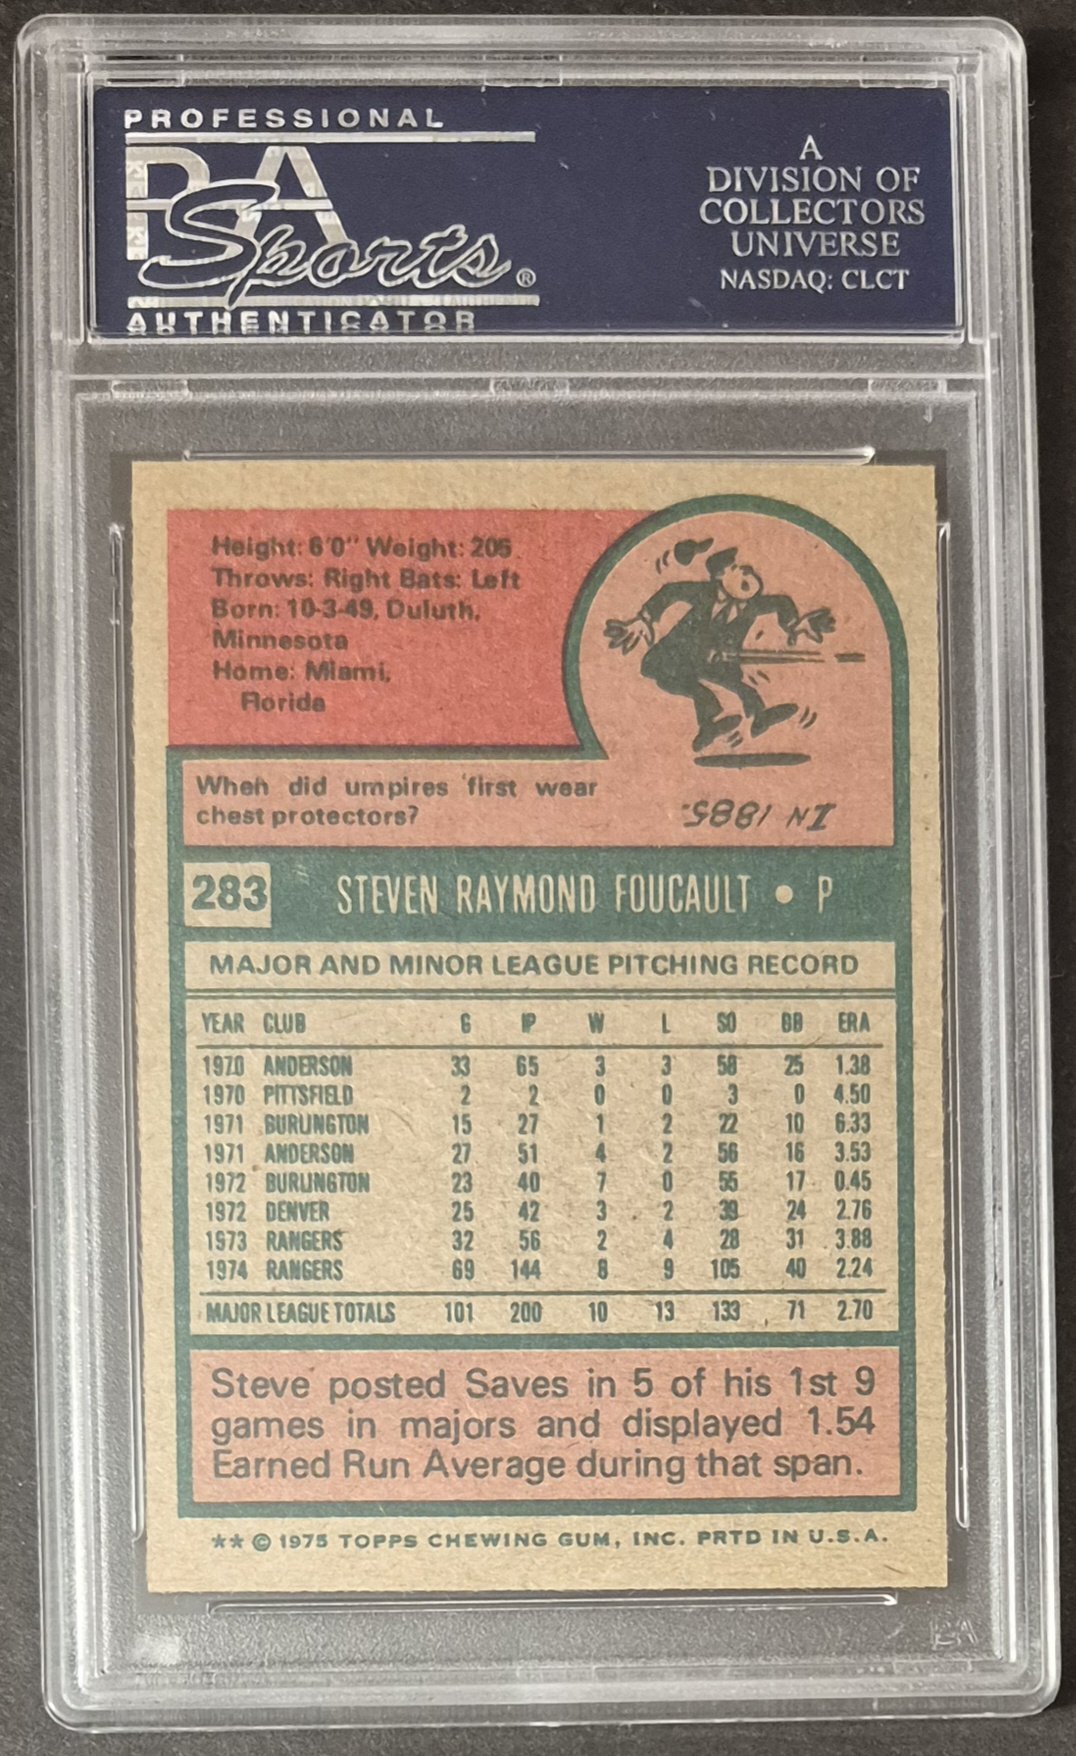 PROFESSIONAL
PSA
Sports®
AUTHENTICATOR
A
DIVISION OF
COLLECTORS
UNIVERSE
NASDAQ: CLCT
Height: 6'0" Weight: 205
Throws: Right Bats: Left
Born: 10-3-49, Duluth,
Minnesota
Home: Miami,
Florida
When did umpires first wear
chest protectors?
IN 1885.
283 STEVEN RAYMOND FOUCAULT • P
MAJOR AND MINOR LEAGUE PITCHING RECORD
YEAR CLUB G IP W L SO BB ERA
1970 ANDERSON 33 65 3 3 58 25 1.38
1970 PITTSFIELD 2 2 0 0 3 0 4.50
1971 BURLINGTON 15 27 1 2 22 10 6.33
1971 ANDERSON 27 51 4 2 56 16 3.53
1972 BURLINGTON 23 40 7 0 55 17 0.45
1972 DENVER 25 42 3 2 39 24 2.76
1973 RANGERS 32 56 2 4 28 31 3.88
1974 RANGERS 69 144 8 9 105 40 2.24
MAJOR LEAGUE TOTALS 101 200 10 13 133 71 2.70
Steve posted Saves in 5 of his 1st 9
games in majors and displayed 1.54
Earned Run Average during that span.
** © 1975 TOPPS CHEWING GUM, INC. PRTD IN U.S.A.
PSA